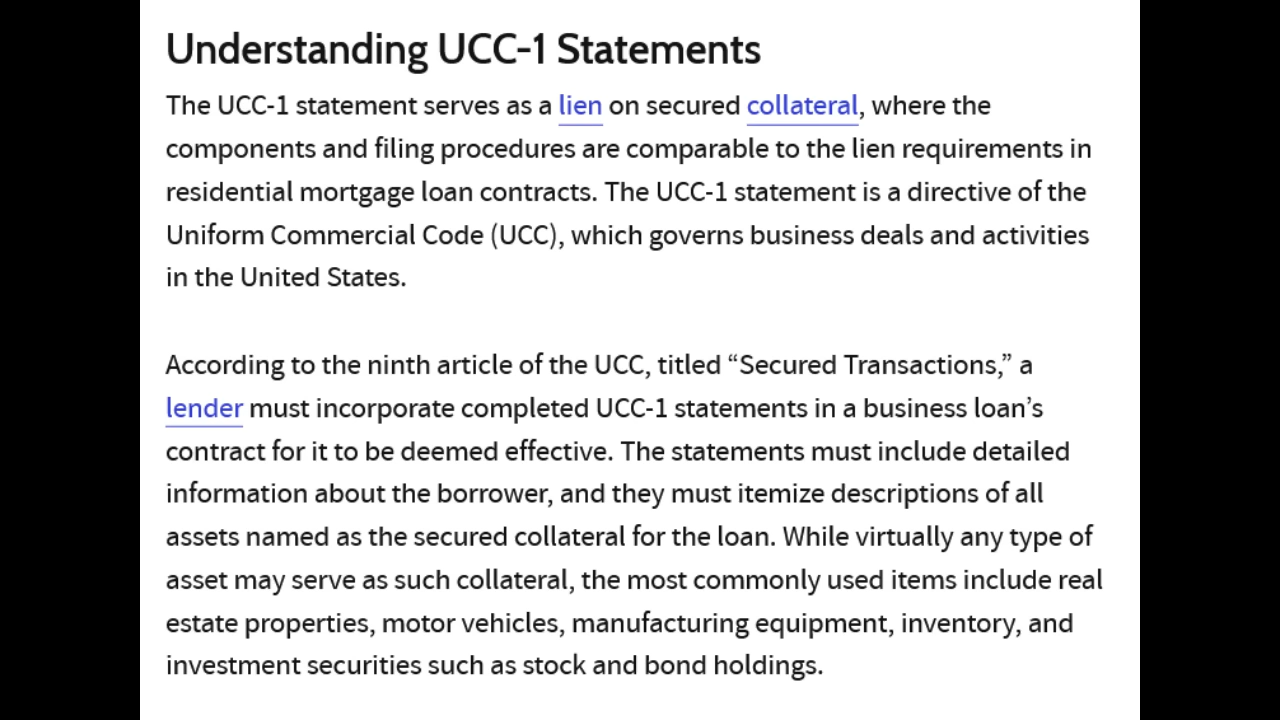 Understanding UCC-1 Statements
The UCC-1 statement serves as a lien on secured collateral, where the
components and filing procedures are comparable to the lien requirements in
residential mortgage loan contracts. The UCC-1 statement is a directive of the
Uniform Commercial Code (UCC), which governs business deals and activities
in the United States.
According to the ninth article of the UCC, titled “Secured Transactions,” a
lender must incorporate completed UCC-1 statements in a business loan’s
contract for it to be deemed effective. The statements must include detailed
information about the borrower, and they must itemize descriptions of all
assets named as the secured collateral for the loan. While virtually any type of
asset may serve as such collateral, the most commonly used items include real
estate properties, motor vehicles, manufacturing equipment, inventory, and
investment securities such as stock and bond holdings.